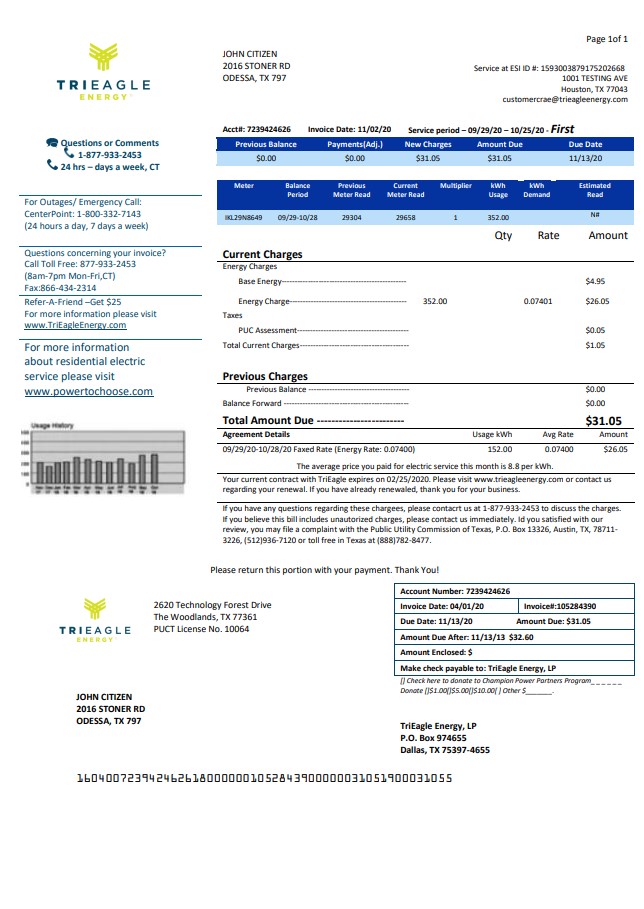 Page 1of 1
TRIEAGLE
ENERGY
JOHN CITIZEN
2016 STONER RD
ODESSA, TX 797
Service at ESI ID #: 1593003879175202668
1001 TESTING AVE
Houston, TX 77043
customercrae@trieagleenergy.com
Questions or Comments
1-877-933-2453
24 hrs – days a week, CT
Acct#: 7239424626 Invoice Date: 11/02/20 Service period – 09/29/20 – 10/25/20 - First
Previous Balance Payments(Adj.) New Charges Amount Due Due Date
$0.00 $0.00 $31.05 $31.05 11/13/20
Meter Balance Period Previous Meter Read Current Meter Read Multiplier kWh Usage kWh Demand Estimated Read
IKL29N8649 09/29-10/28 29304 29658 1 352.00 N#
For Outages/ Emergency Call:
CenterPoint: 1-800-332-7143
(24 hours a day, 7 days a week)
Questions concerning your invoice?
Call Toll Free: 877-933-2453
(8am-7pm Mon-Fri,CT)
Fax:866-434-2314
Refer-A-Friend –Get $25
For more information please visit
www.TriEagleEnergy.com
For more information
about residential electric
service please visit
www.powertochoose.com
Qty Rate Amount
Current Charges
Energy Charges
Base Energy---------------------------------------- $4.95
Energy Charge---------------------------------------- 352.00 0.07401 $26.05
Taxes
PUC Assessment---------------------------------------- $0.05
Total Current Charges---------------------------------------- $1.05
Previous Charges
Previous Balance ---------------------------------------- $0.00
Balance Forward ---------------------------------------- $0.00
Total Amount Due ------------------------ $31.05
Agreement Details Usage kWh Avg Rate Amount
09/29/20-10/28/20 Faxed Rate (Energy Rate: 0.07400) 152.00 0.07400 $26.05
The average price you paid for electric service this month is 8.8 per kWh.
Your current contract with TriEagle expires on 02/25/2020. Please visit www.trieagleenergy.com or contact us
regarding your renewal. If you have already renewaled, thank you for your business.
If you have any questions regarding these chargees, please contacrt us at 1-877-933-2453 to discuss the charges.
If you believe this bill includes unautorized charges, please contact us immediately. Id you satisfied with our
review, you may file a complaint with the Public Utility Commission of Texas, P.O. Box 13326, Austin, TX, 78711-
3226, (512)936-7120 or toll free in Texas at (888)782-8477.
Usage History
Please return this portion with your payment. Thank You!
TRIEAGLE
ENERGY
2620 Technology Forest Drive
The Woodlands, TX 77361
PUCT License No. 10064
Account Number: 7239424626
Invoice Date: 04/01/20 Invoice#:105284390
Due Date: 11/13/20 Amount Due: $31.05
Amount Due After: 11/13/13 $32.60
Amount Enclosed: $
Make check payable to: TriEagle Energy, LP
[] Check here to donate to Champion Power Partners Program_ _ _ _ _ _
Donate []$1.00[]$5.00[]$10.00[ ] Other $_______.
JOHN CITIZEN
2016 STONER RD
ODESSA, TX 797
TriEagle Energy, LP
P.O. Box 974655
Dallas, TX 75397-4655
1604007239424626180000001052843900000031051900031055